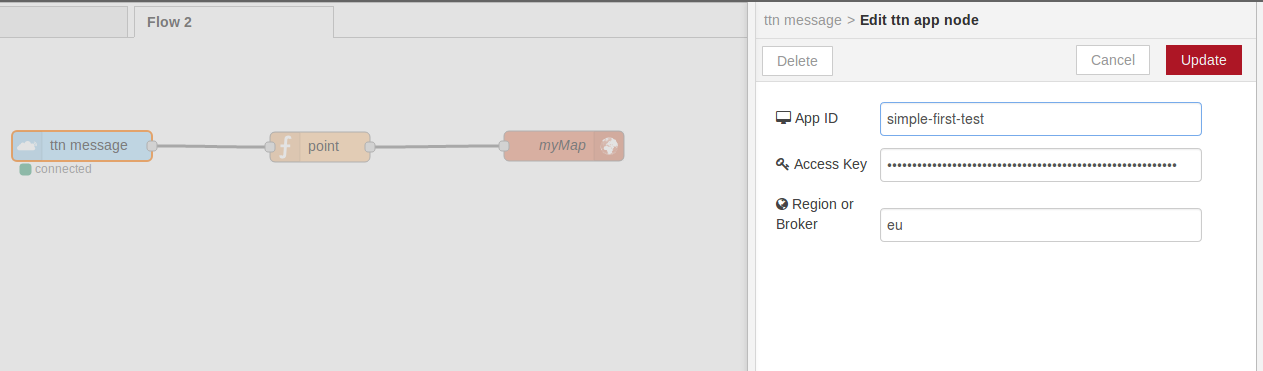 Flow 2
ttn message
connected
point
myMap
ttn message > Edit ttn app node
Delete
Cancel
Update
App ID
simple-first-test
Access Key
••••••••••••••••••••••••••••••••••••••••••••••••••••••••••
Region or
Broker
eu